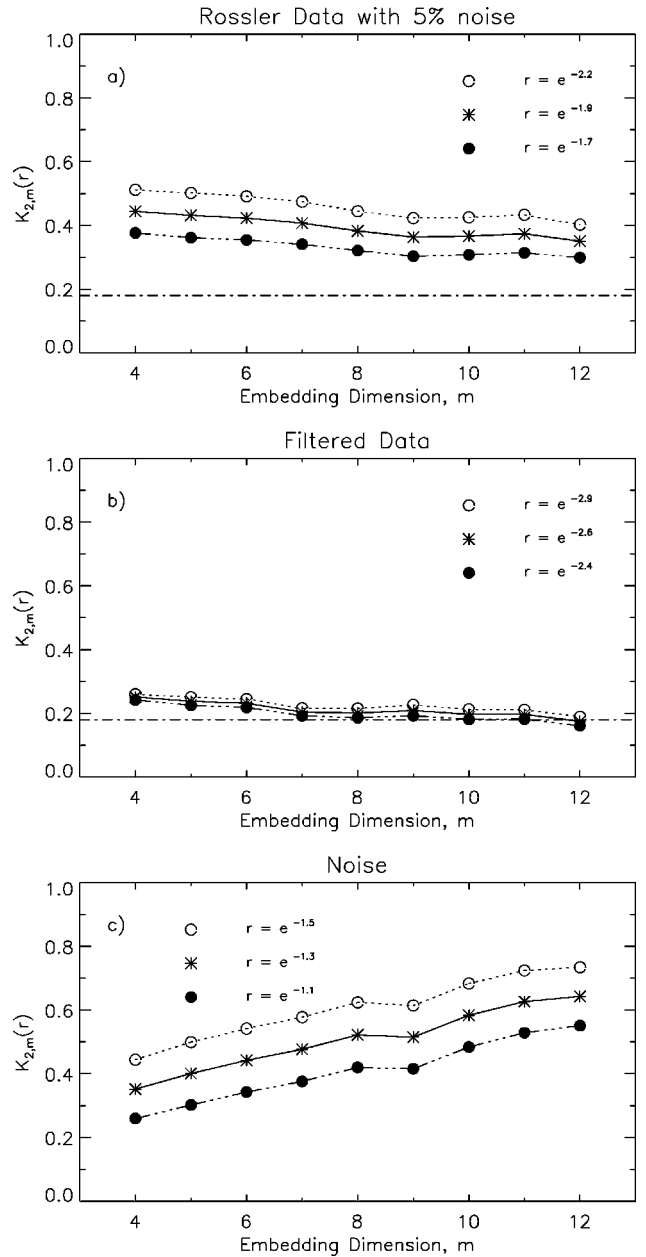 Rossler Data with 5% noise
a)
r = e^-2.2
r = e^-1.9
r = e^-1.7
1.0
0.8
0.6
0.4
0.2
0.0
K2,m(r)
4 6 8 10 12
Embedding Dimension, m
Filtered Data
b)
r = e^-2.9
r = e^-2.6
r = e^-2.4
1.0
0.8
0.6
0.4
0.2
0.0
K2,m(r)
4 6 8 10 12
Embedding Dimension, m
Noise
c)
r = e^-1.5
r = e^-1.3
r = e^-1.1
1.0
0.8
0.6
0.4
0.2
0.0
K2,m(r)
4 6 8 10 12
Embedding Dimension, m